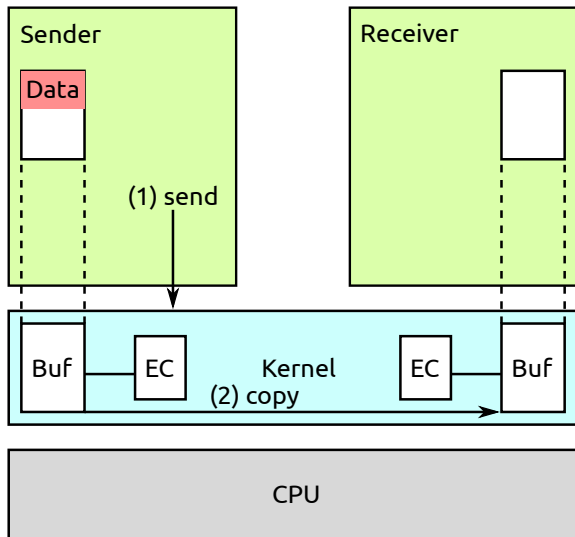 Sender
Receiver
Data
(1) send
Buf
EC
Kernel
EC
Buf
(2) copy
CPU